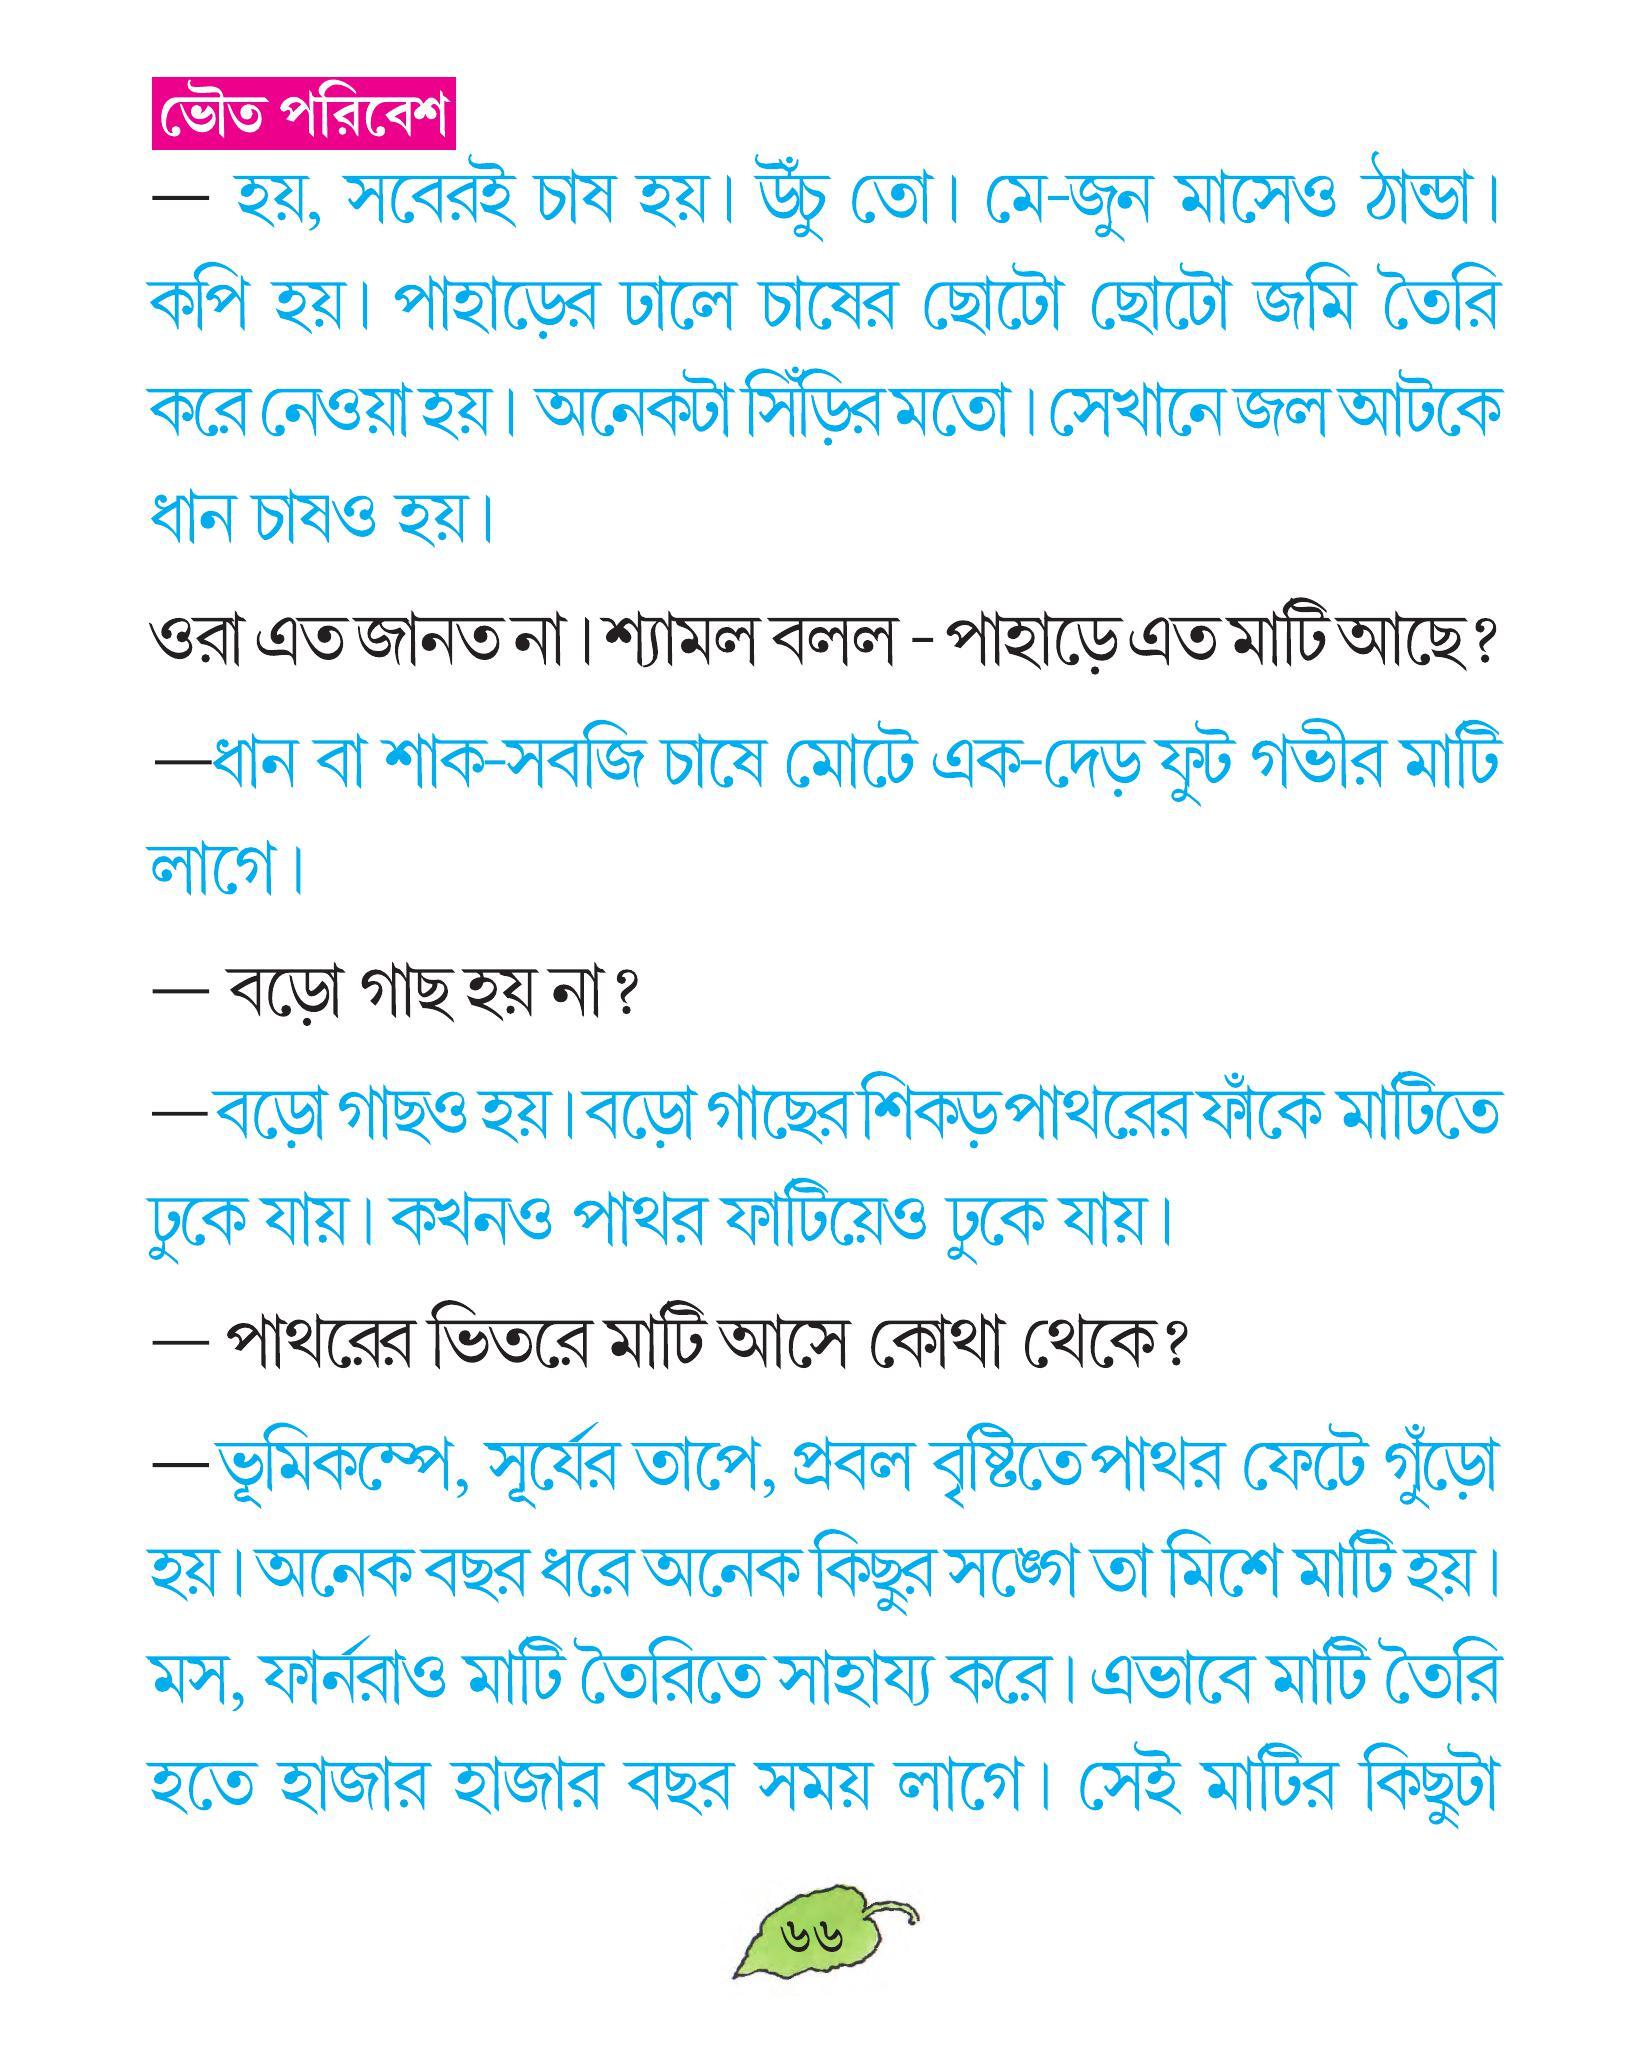 ভৌত পরিবেশ
— হয়, সবেরই চাষ হয়। উঁচু তো। মে-জুন মাসেও ঠান্ডা।
কপি হয়। পাহাড়ের ঢালে চাষের ছোটো ছোটো জমি তৈরি
করে নেওয়া হয়। অনেকটা সিঁড়ির মতো। সেখানে জল আটকে
ধান চাষও হয়।
ওরা এত জানত না। শ্যামল বলল - পাহাড়ে এত মাটি আছে?
—ধান বা শাক-সবজি চাষে মোটে এক-দেড় ফুট গভীর মাটি
লাগে।
— বড়ো গাছ হয় না?
— বড়ো গাছও হয়। বড়ো গাছের শিকড় পাথরের ফাঁকে মাটিতে
ঢুকে যায়। কখনও পাথর ফাটিয়েও ঢুকে যায়।
— পাথরের ভিতরে মাটি আসে কোথা থেকে?
— ভূমিকম্পে, সূর্যের তাপে, প্রবল বৃষ্টিতে পাথর ফেটে গুঁড়ো
হয়। অনেক বছর ধরে অনেক কিছুর সঙ্গে তা মিশে মাটি হয়।
মস, ফার্নরাও মাটি তৈরিতে সাহায্য করে। এভাবে মাটি তৈরি
হতে হাজার হাজার বছর সময় লাগে। সেই মাটির কিছুটা
৬৬